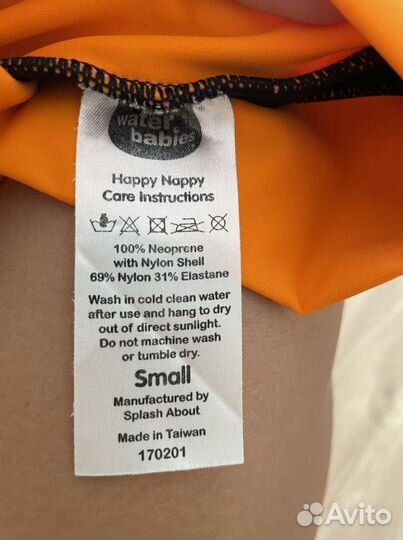 water
babies
Happy Nappy
Care Instructions
100% Neoprene
with Nylon Shell
69% Nylon 31% Elastane
Wash in cold clean water
after use and hang to dry
out of direct sunlight.
Do not machine wash
or tumble dry.
Small
Manufactured by
Splash About
Made in Taiwan
170201
Avito